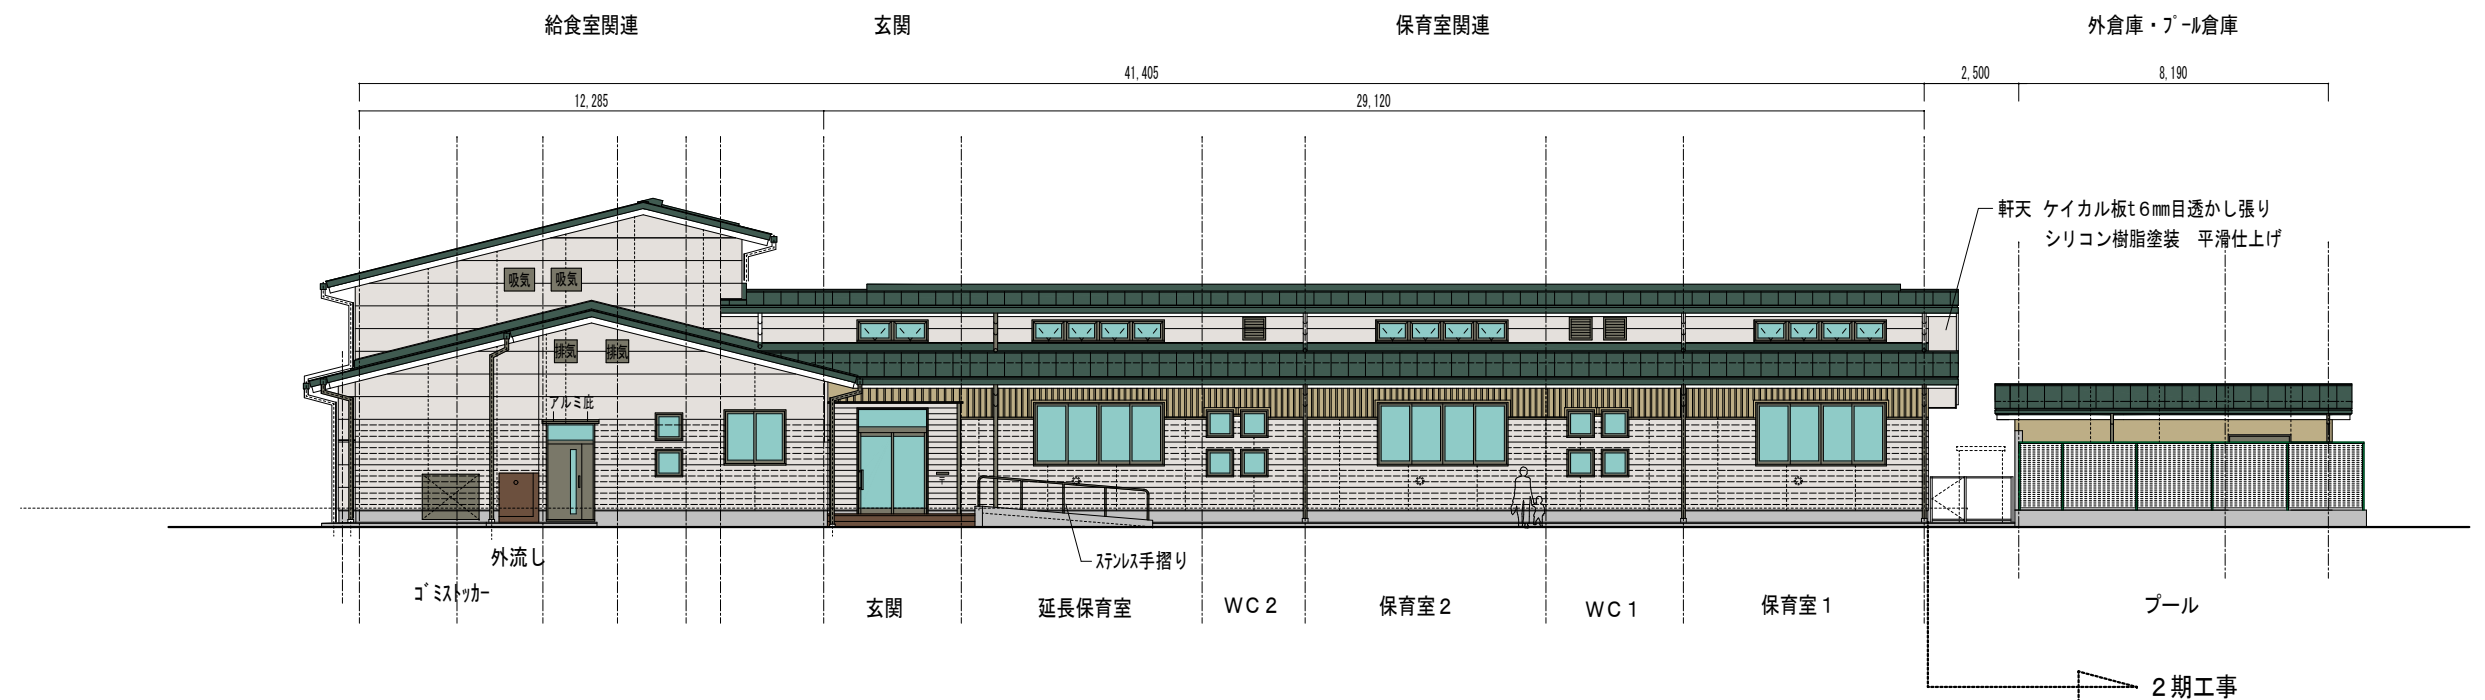 給食室関連 玄関 保育室関連 外倉庫・プール倉庫
41,405 2,500 8,190
12,285 29,120
軒天 ケイカル板t6mm目透かし張り
シリコン樹脂塗装 平滑仕上げ
吸気 吸気
排気 排気
アルミ庇
外流し
ステンレス手摺り
ゴミストッカー
玄関 延長保育室 WC2 保育室2 WC1 保育室1 プール
2期工事